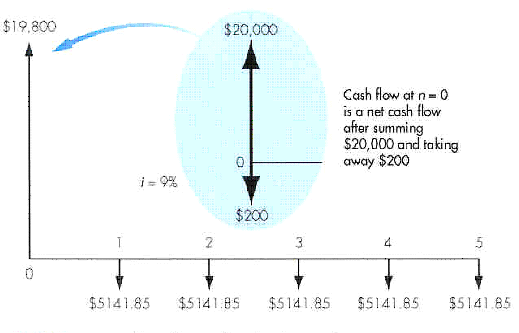 $19,800
$20,000
Cash flow at n = 0
is a net cash flow
after summing
$20,000 and taking
away $200
0
i = 9%
$200
1 2 3 4 5
0
$5141.85 $5141.85 $5141.85 $5141.85 $5141.85